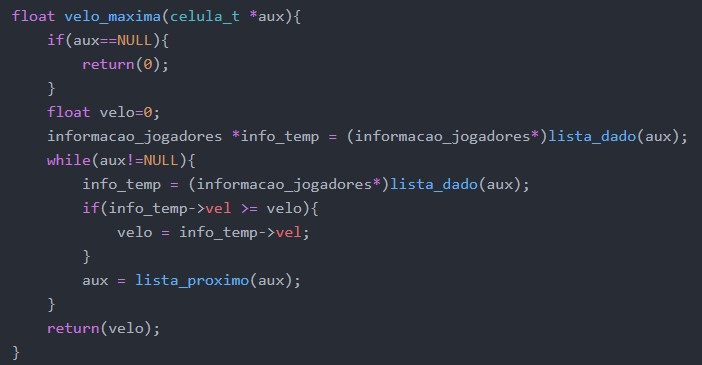 float velo_maxima(celula_t *aux){
    if(aux==NULL){
        return(0);
    }
    float velo=0;
    informacao_jogadores *info_temp = (informacao_jogadores*)lista_dado(aux);
    while(aux!=NULL){
        info_temp = (informacao_jogadores*)lista_dado(aux);
        if(info_temp->vel >= velo){
            velo = info_temp->vel;
        }
        aux = lista_proximo(aux);
    }
    return(velo);
}